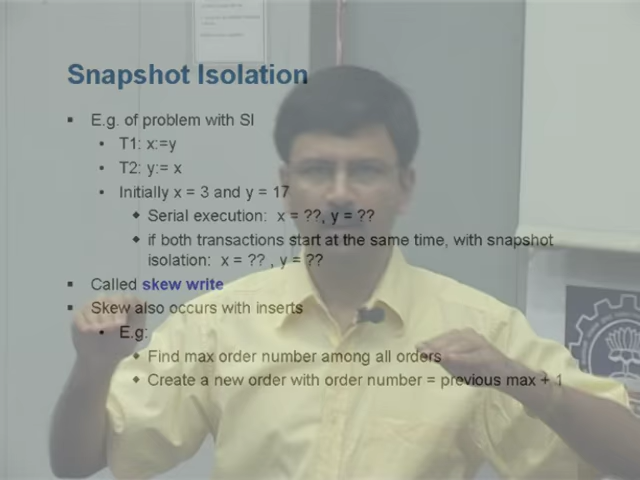 Snapshot Isolation
▪ E.g. of problem with SI
• T1: x:=y
• T2: y:= x
• Initially x = 3 and y = 17
◆ Serial execution: x = ??, y = ??
◆ if both transactions start at the same time, with snapshot
isolation: x = ?? , y = ??
▪ Called skew write
▪ Skew also occurs with inserts
• E.g:
◆ Find max order number among all orders
◆ Create a new order with order number = previous max + 1